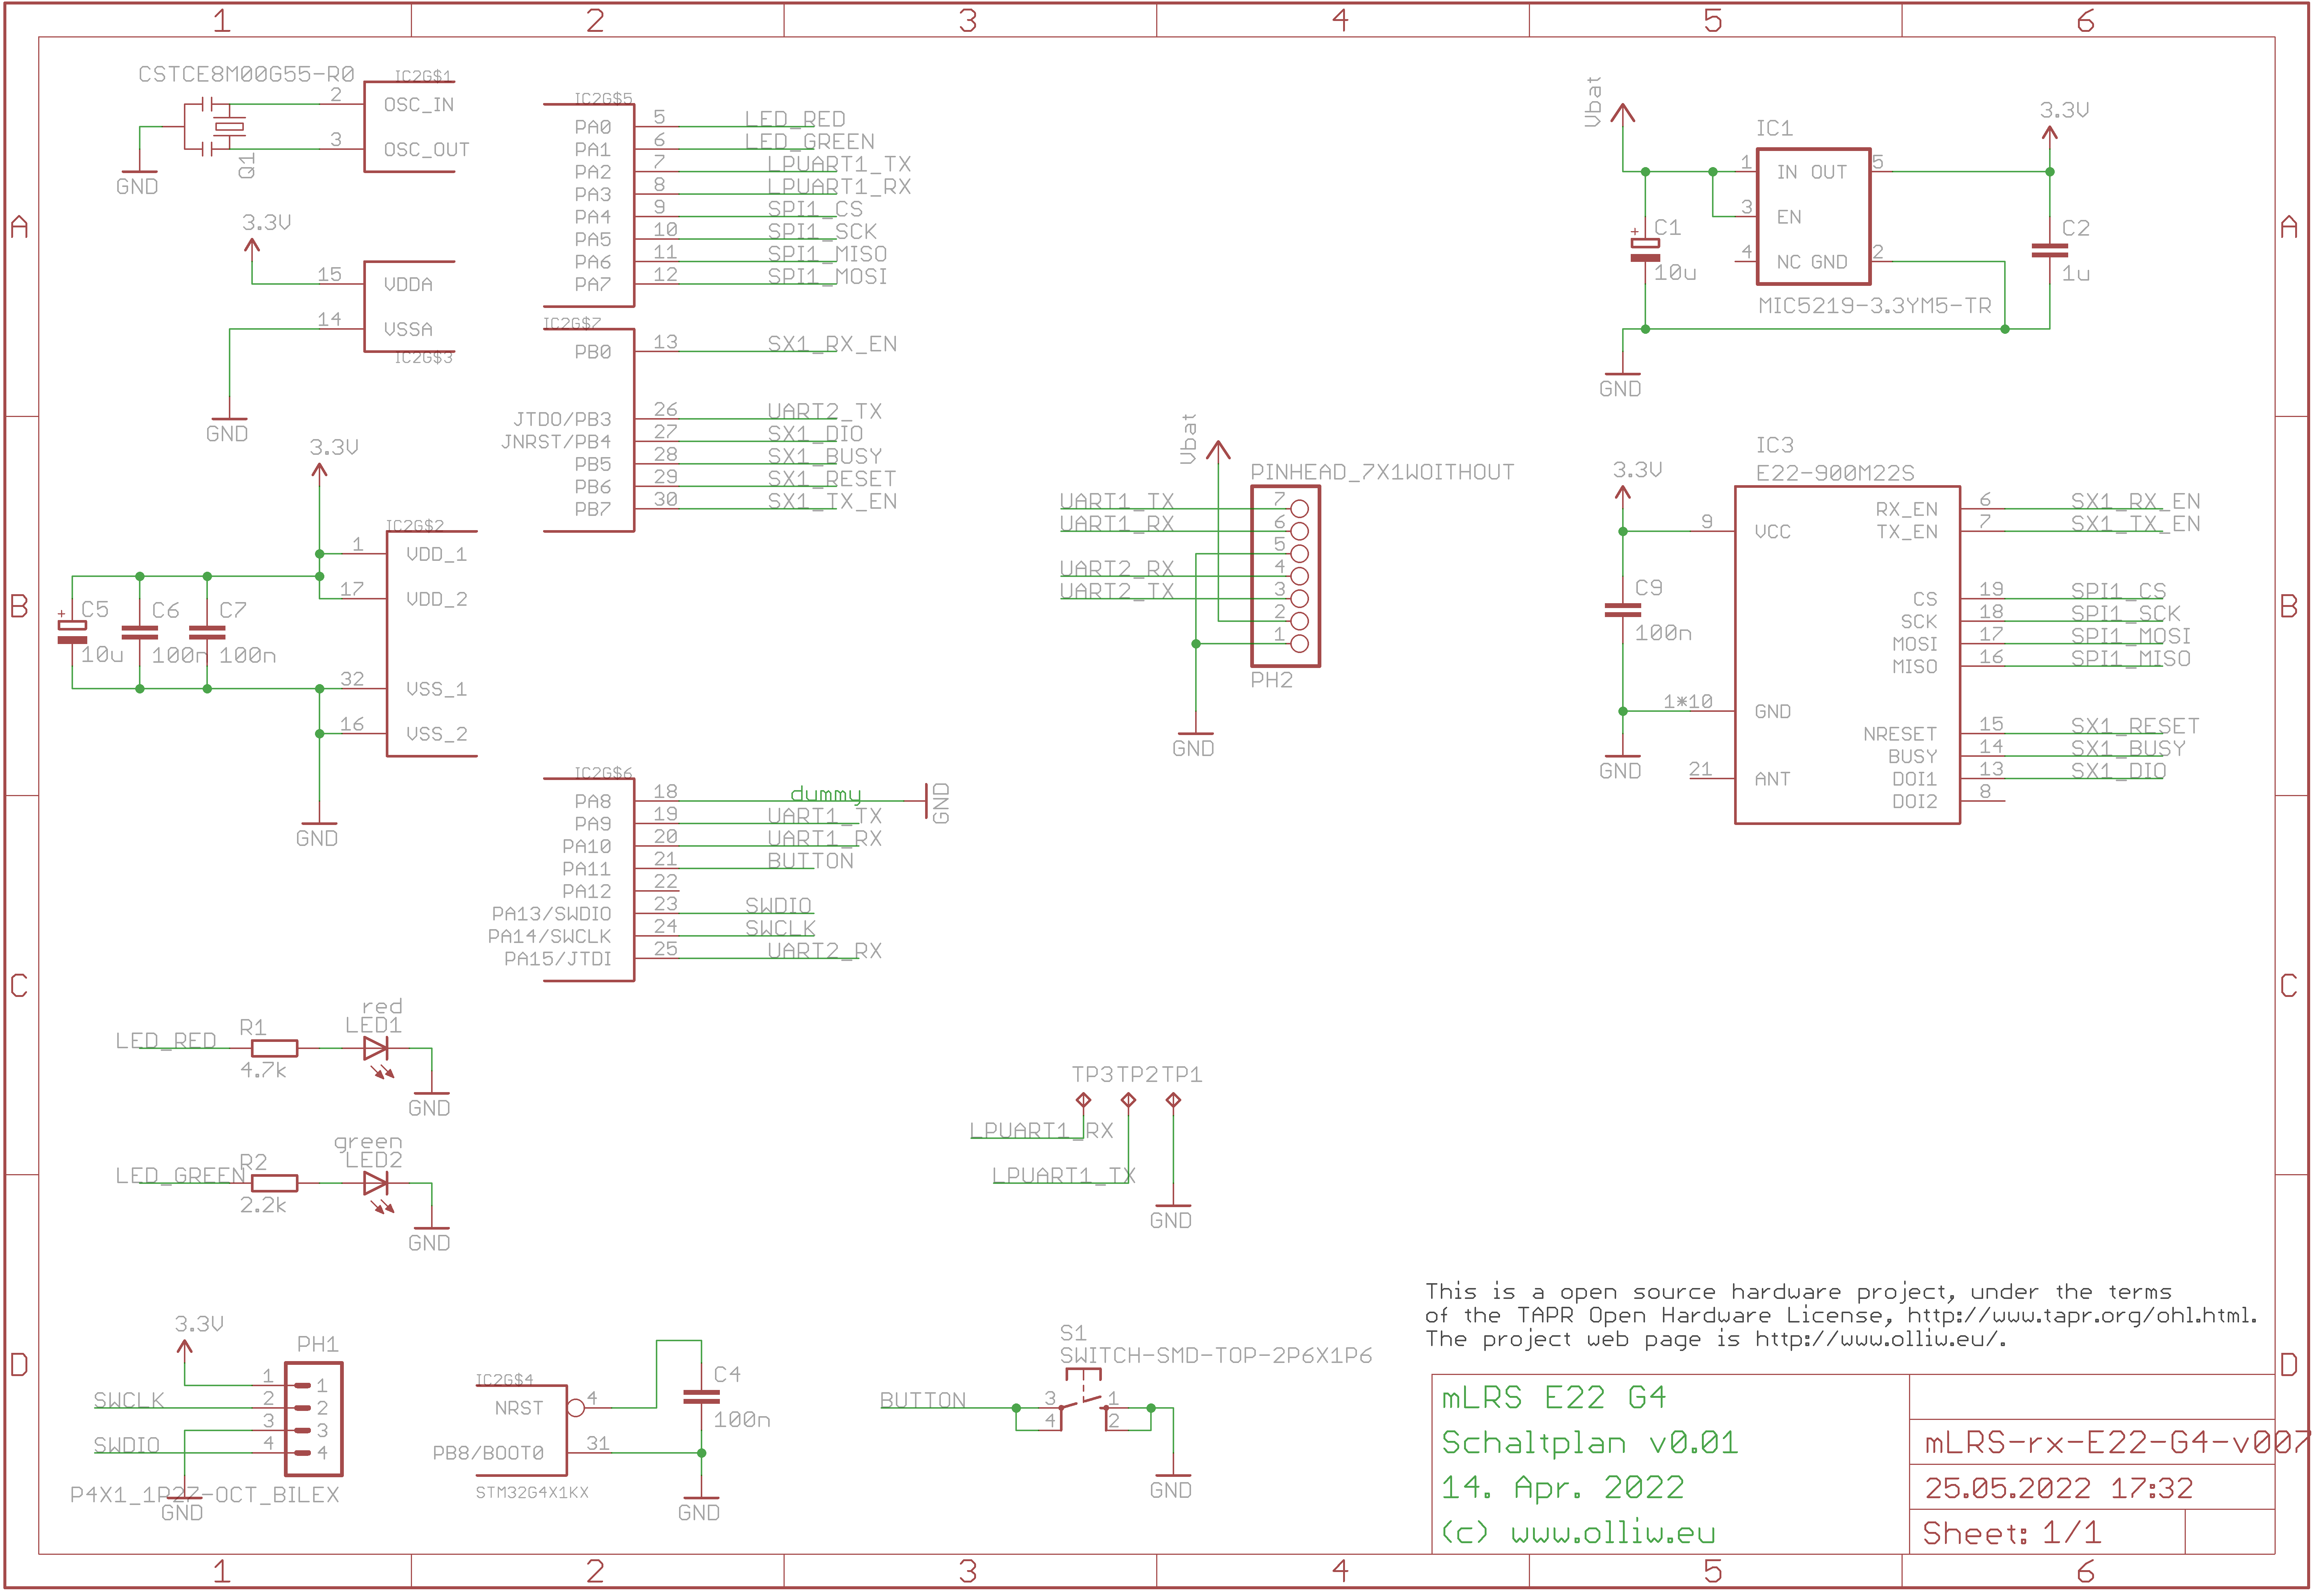 1 2 3 4 5 6
A A
B B
C C
D D
CSTCE8M00G55-R0
Q1
GND
IC2G$1
2 OSC_IN
3 OSC_OUT
3.3V
15 VDDA
14 VSSA
IC2G$3
GND
3.3V
IC2G$2
1 VDD_1
17 VDD_2
32 VSS_1
16 VSS_2
C5 C6 C7
10u 100n 100n
GND
IC2G$5
PA0 5 LED_RED
PA1 6 LED_GREEN
PA2 7 LPUART1_TX
PA3 8 LPUART1_RX
PA4 9 SPI1_CS
PA5 10 SPI1_SCK
PA6 11 SPI1_MISO
PA7 12 SPI1_MOSI
IC2G$7
PB0 13 SX1_RX_EN
JTDO/PB3 26 UART2_TX
JNRST/PB4 27 SX1_DIO
PB5 28 SX1_BUSY
PB6 29 SX1_RESET
PB7 30 SX1_TX_EN
IC2G$6
PA8 18 dummy GND
PA9 19 UART1_TX
PA10 20 UART1_RX
PA11 21 BUTTON
PA12 22
PA13/SWDIO 23 SWDIO
PA14/SWCLK 24 SWCLK
PA15/JTDI 25 UART2_RX
Vbat
PINHEAD_7X1WOITHOUT
UART1_TX 7
UART1_RX 6
5
UART2_RX 4
UART2_TX 3
2
1
PH2
GND
Vbat
IC1
3.3V
1 IN OUT 5
3 EN
4 NC GND 2
MIC5219-3.3YM5-TR
+ C1
10u
C2
1u
GND
IC3
E22-900M22S
3.3V
9 VCC
C9
100n
1*10 GND
GND
21 ANT
RX_EN 6 SX1_RX_EN
TX_EN 7 SX1_TX_EN
CS 19 SPI1_CS
SCK 18 SPI1_SCK
MOSI 17 SPI1_MOSI
MISO 16 SPI1_MISO
NRESET 15 SX1_RESET
BUSY 14 SX1_BUSY
DOI1 13 SX1_DIO
DOI2 8
red
LED1
LED_RED R1
4.7k
GND
green
LED2
LED_GREEN R2
2.2k
GND
TP3 TP2 TP1
LPUART1_RX
LPUART1_TX
GND
3.3V
PH1
1 1
SWCLK 2 2
3 3
SWDIO 4 4
P4X1_1P27-OCT_BILEX
GND
IC2G$4
NRST 4
PB8/BOOT0 31
STM32G4X1KX
C4
100n
GND
S1
SWITCH-SMD-TOP-2P6X1P6
BUTTON 3 1
4 2
GND
This is a open source hardware project, under the terms
of the TAPR Open Hardware License, http://www.tapr.org/ohl.html.
The project web page is http://www.olliw.eu/.
mLRS E22 G4
Schaltplan v0.01
14. Apr. 2022
(c) www.olliw.eu
mLRS-rx-E22-G4-v007
25.05.2022 17:32
Sheet: 1/1
1 2 3 4 5 6